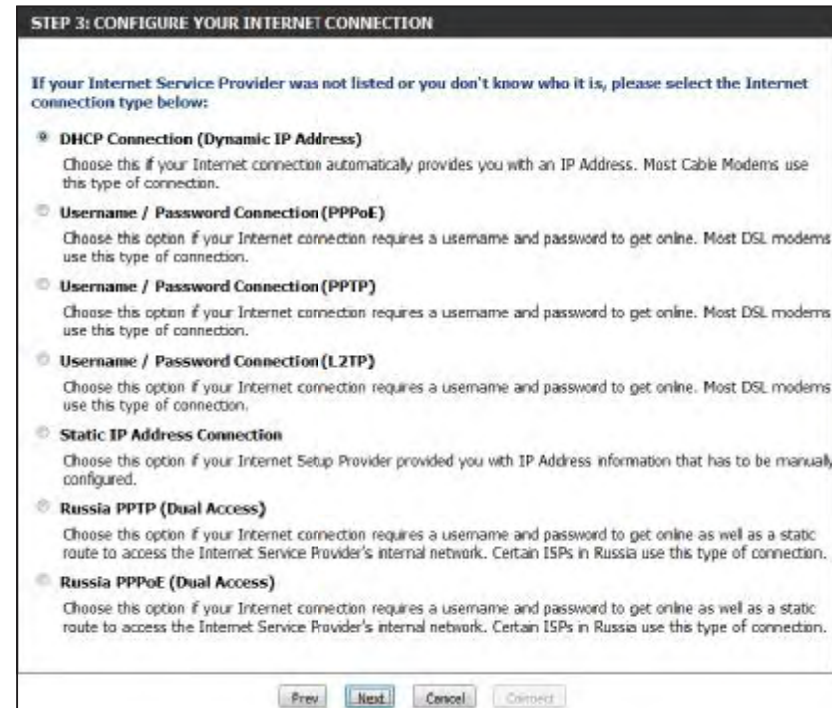 STEP 3: CONFIGURE YOUR INTERNET CONNECTION
If your Internet Service Provider was not listed or you don't know who it is, please select the Internet
connection type below:
DHCP Connection (Dynamic IP Address)
Choose this if your Internet connection automatically provides you with an IP Address. Most Cable Modems use
this type of connection.
Username / Password Connection (PPPoE)
Choose this option if your Internet connection requires a username and password to get online. Most DSL modems
use this type of connection.
Username / Password Connection (PPTP)
Choose this option if your Internet connection requires a username and password to get online. Most DSL modems
use this type of connection.
Username / Password Connection (L2TP)
Choose this option if your Internet connection requires a username and password to get online. Most DSL modems
use this type of connection.
Static IP Address Connection
Choose this option if your Internet Setup Provider provided you with IP Address information that has to be manually
configured.
Russia PPTP (Dual Access)
Choose this option if your Internet connection requires a username and password to get online as well as a static
route to access the Internet Service Provider's internal network. Certain ISPs in Russia use this type of connection.
Russia PPPoE (Dual Access)
Choose this option if your Internet connection requires a username and password to get online as well as a static
route to access the Internet Service Provider's internal network. Certain ISPs in Russia use this type of connection.
Prev Next Cancel Connect